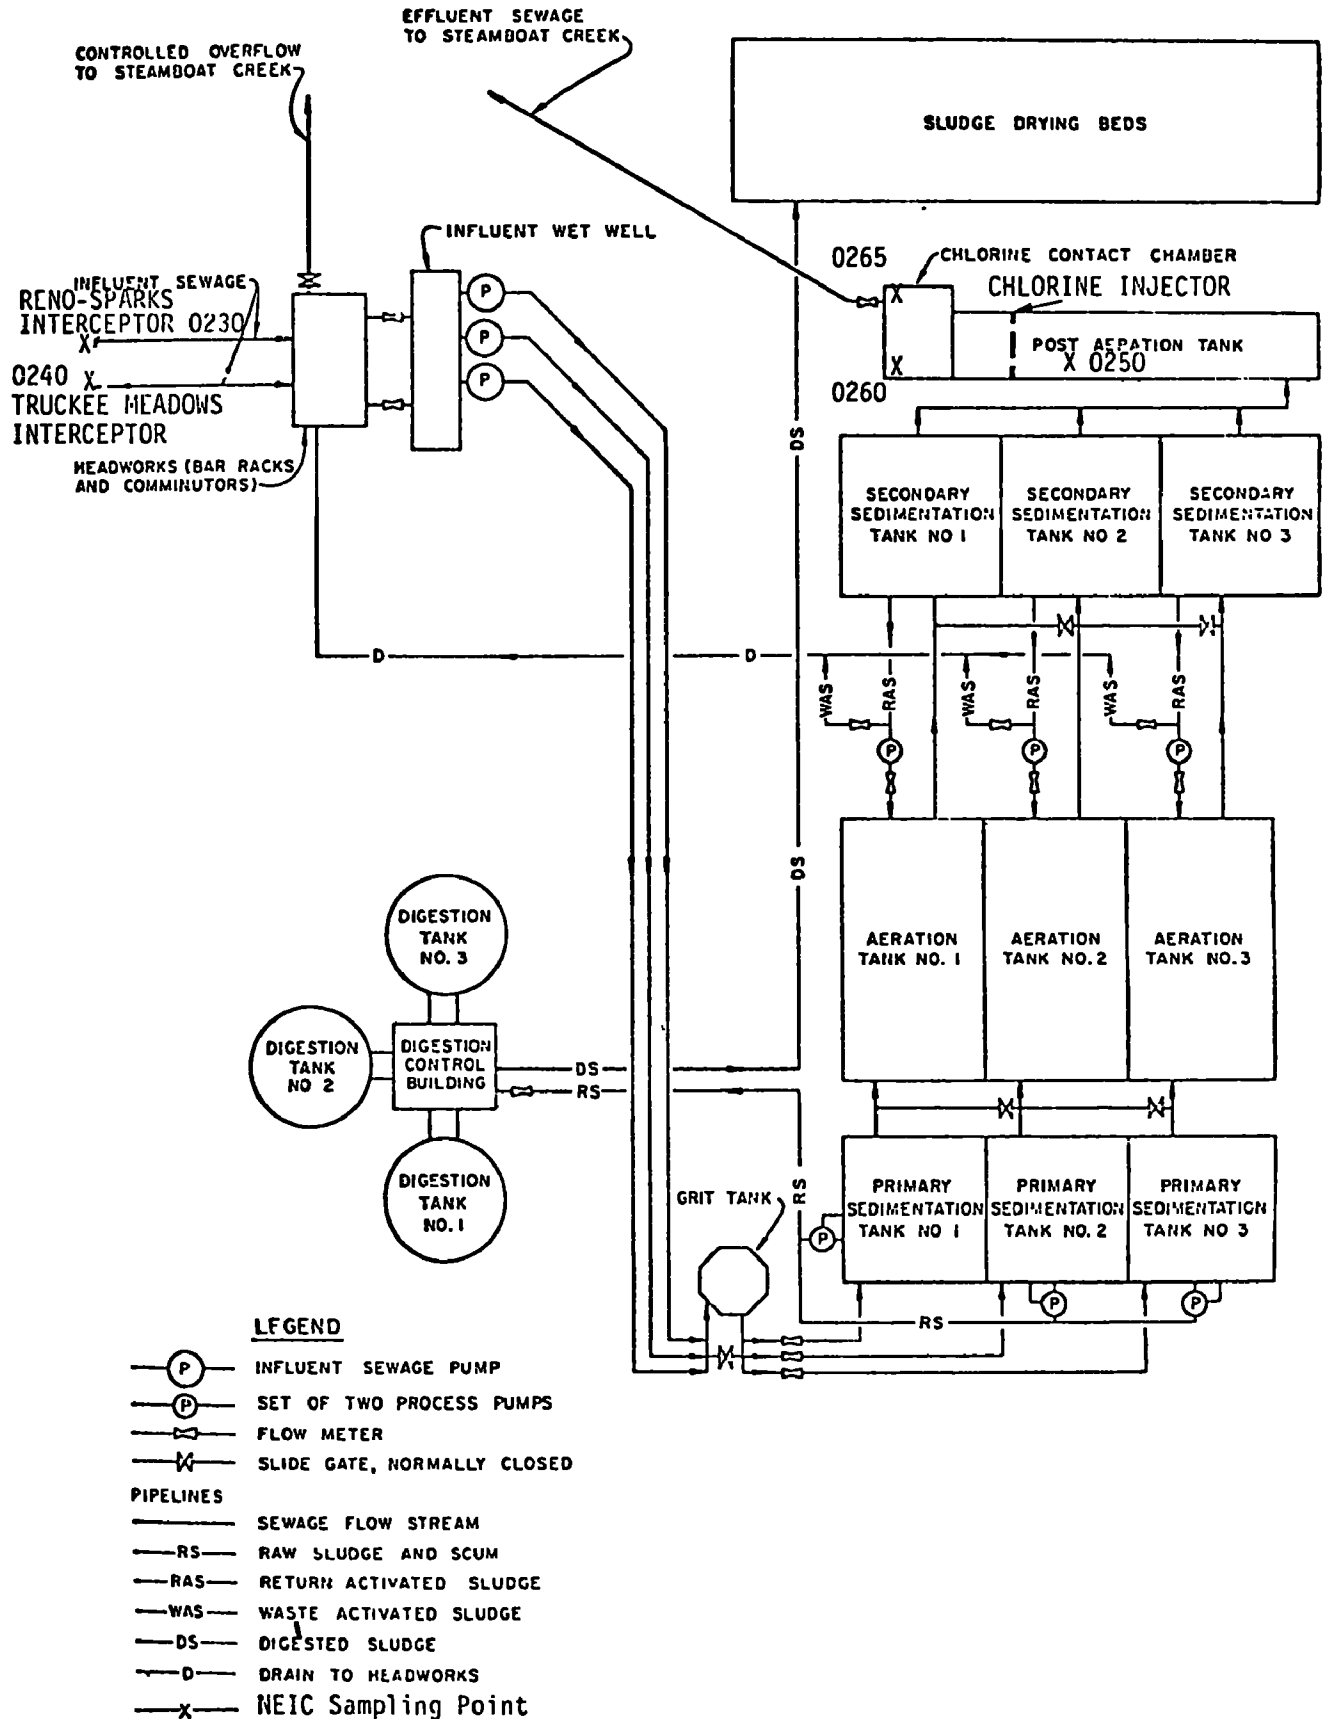 EFFLUENT SEWAGE
TO STEAMBOAT CREEK
CONTROLLED OVERFLOW
TO STEAMBOAT CREEK
SLUDGE DRYING BEDS
INFLUENT WET WELL
INFLUENT SEWAGE
RENO-SPARKS
INTERCEPTOR 0230
X
0240 X
TRUCKEE MEADOWS
INTERCEPTOR
HEADWORKS (BAR RACKS
AND COMMINUTORS)
P
P
P
0265
CHLORINE CONTACT CHAMBER
CHLORINE INJECTOR
X
POST AERATION TANK
X 0250
X
0260
DS
SECONDARY
SEDIMENTATION
TANK NO 1
SECONDARY
SEDIMENTATION
TANK NO 2
SECONDARY
SEDIMENTATION
TANK NO 3
D
D
WAS
RAS
WAS
RAS
WAS
RAS
P
P
P
DS
AERATION
TANK NO. 1
AERATION
TANK NO. 2
AERATION
TANK NO. 3
DIGESTION
TANK
NO. 3
DIGESTION
TANK
NO 2
DIGESTION
CONTROL
BUILDING
DS
RS
DIGESTION
TANK
NO. 1
GRIT TANK
RS
PRIMARY
SEDIMENTATION
TANK NO 1
PRIMARY
SEDIMENTATION
TANK NO. 2
PRIMARY
SEDIMENTATION
TANK NO 3
P
P
P
RS
LEGEND
P INFLUENT SEWAGE PUMP
P SET OF TWO PROCESS PUMPS
FLOW METER
SLIDE GATE, NORMALLY CLOSED
PIPELINES
SEWAGE FLOW STREAM
RS RAW SLUDGE AND SCUM
RAS RETURN ACTIVATED SLUDGE
WAS WASTE ACTIVATED SLUDGE
DS DIGESTED SLUDGE
D DRAIN TO HEADWORKS
X NEIC Sampling Point